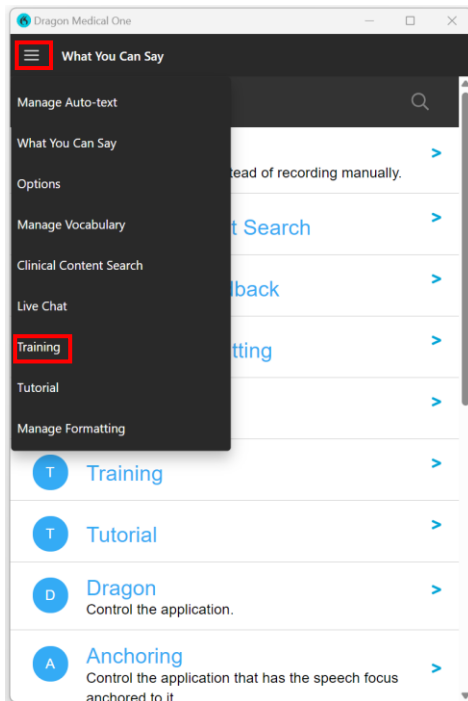 Dragon Medical One
What You Can Say
Manage Auto-text
What You Can Say
Options
Manage Vocabulary
Clinical Content Search
Live Chat
Training
Tutorial
Manage Formatting
>
tead of recording manually.
t Search >
lback >
tting >
>
T Training >
T Tutorial >
D Dragon >
Control the application.
A Anchoring >
Control the application that has the speech focus
anchored to it